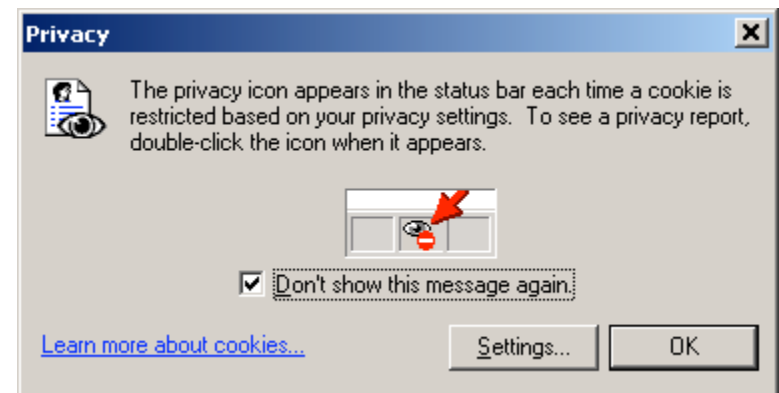 Privacy
The privacy icon appears in the status bar each time a cookie is
restricted based on your privacy settings.  To see a privacy report,
double-click the icon when it appears.
Don't show this message again.
Learn more about cookies...
Settings...
OK